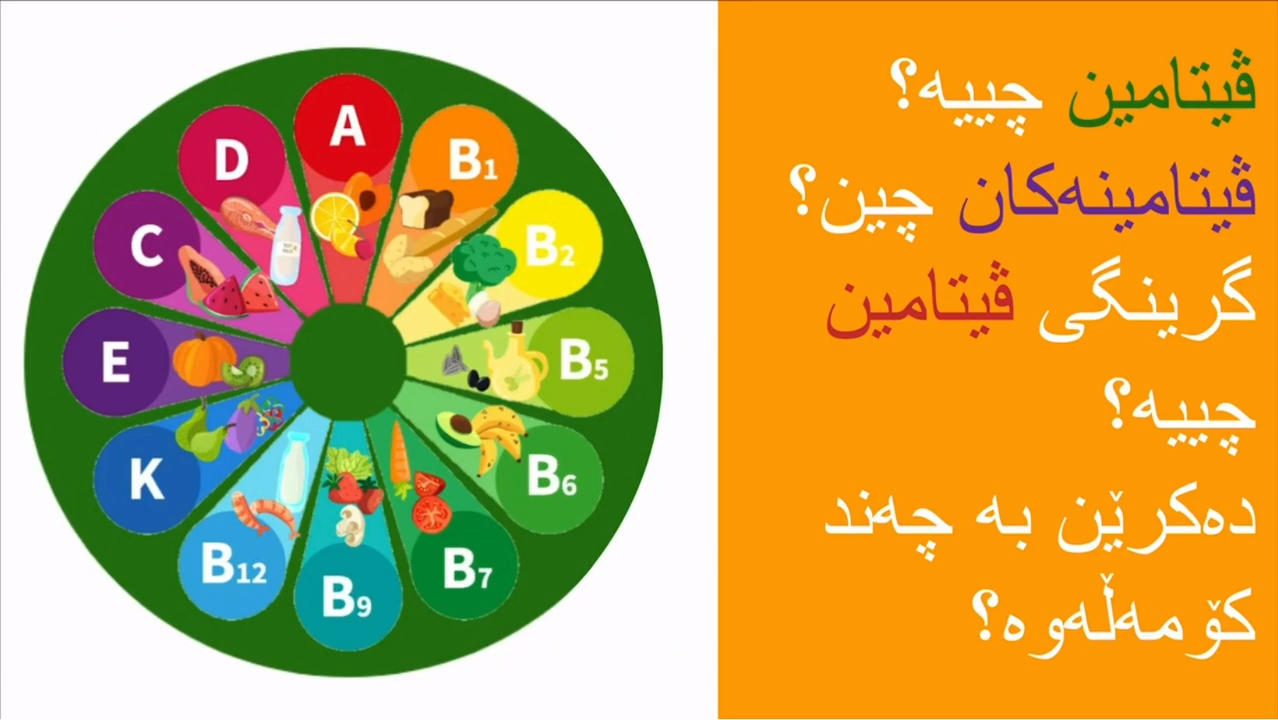 ڤیتامین چییە؟
ڤیتامینەکان چین؟
گرینگی ڤیتامین
چییە؟
دەکرێن بە چەند
کۆمەڵەوە؟
A
B1
B2
B5
B6
B7
B9
B12
K
E
C
D